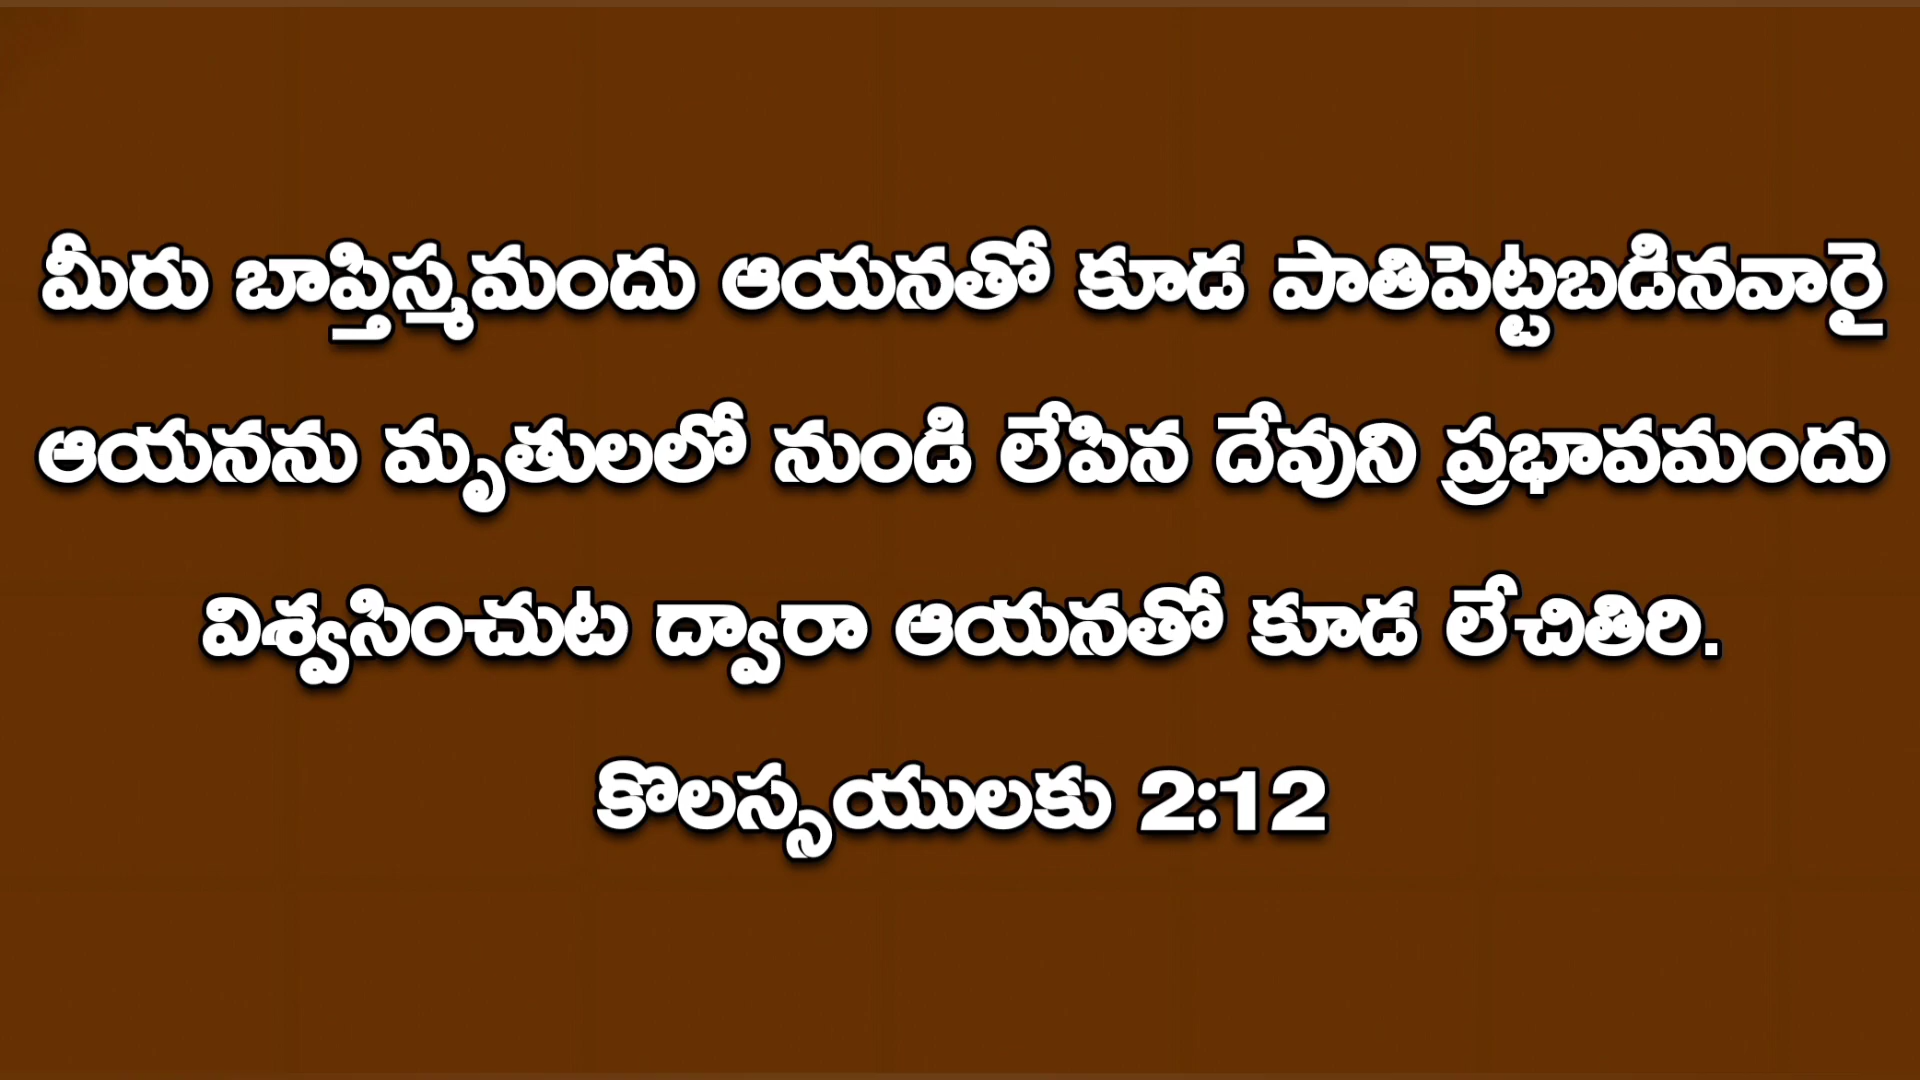 మీరు బాప్తిస్మమందు ఆయనతో కూడ పాతిపెట్టబడినవారై
ఆయనను మృతులలో నుండి లేపిన దేవుని ప్రభావమందు
విశ్వసించుట ద్వారా ఆయనతో కూడ లేచితిరి.
కొలస్సయులకు 2:12